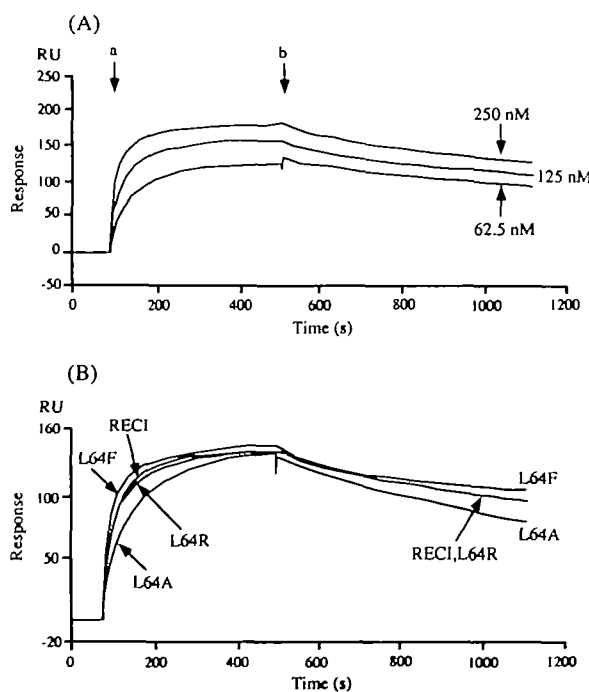 (A)
RU
a
b
250
200
150
100
50
0
-50
Response
250 nM
125 nM
62.5 nM
0
200
400
600
800
1000
1200
Time (s)
(B)
RU
160
100
50
-20
Response
RECI
L64F
L64R
L64A
L64F
RECI,L64R
L64A
0
200
400
600
800
1000
1200
Time (s)